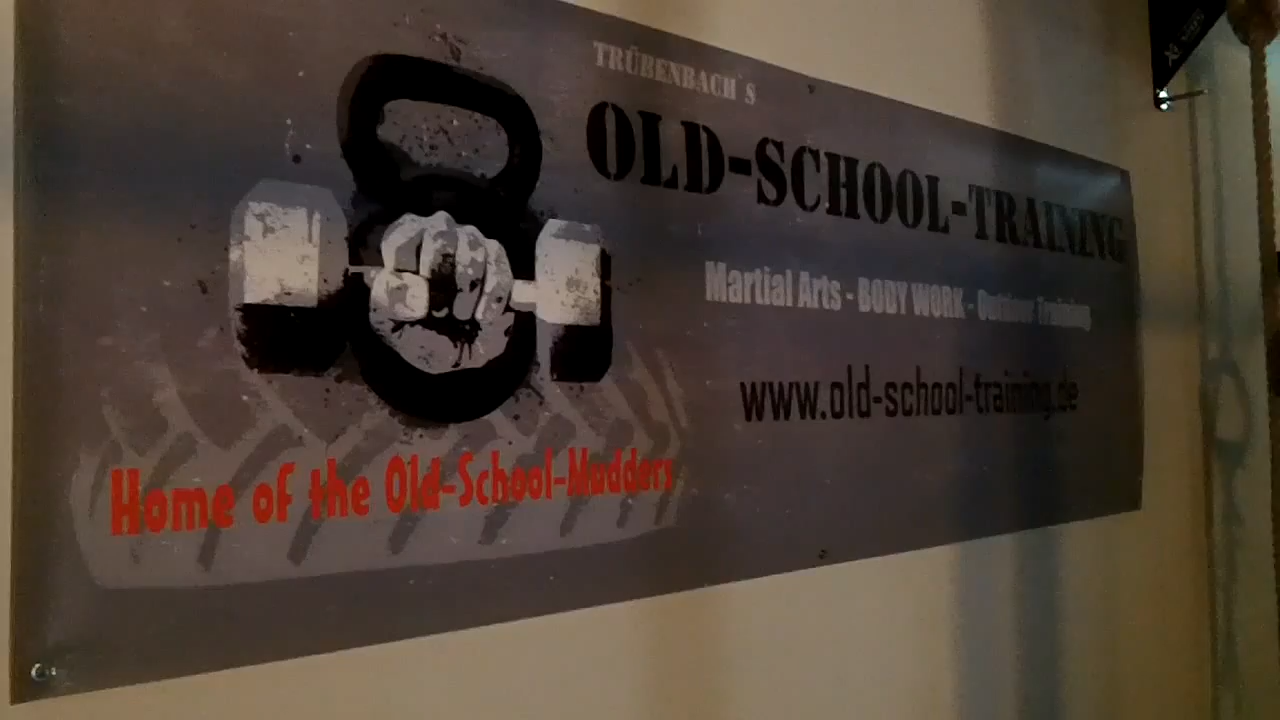 TRÜBENBACH`S
OLD-SCHOOL-TRAINING
Martial Arts - BODY WORK - Outdoor Training
www.old-school-training.de
Home of the Old-School-Mudders